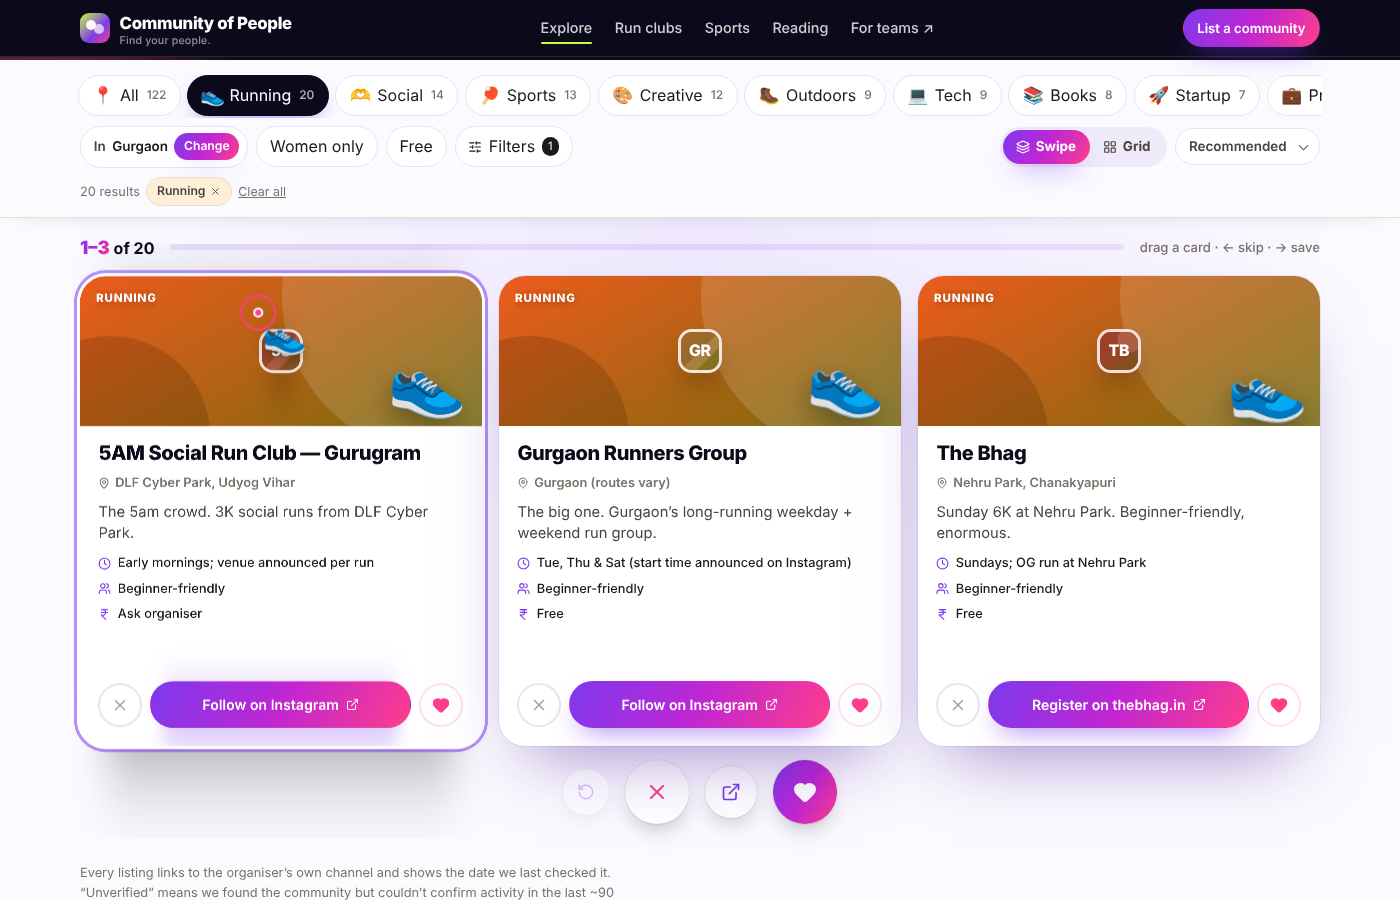 Community of People
Find your people.
Explore
Run clubs
Sports
Reading
For teams ↗
List a community
All 122
Running 20
Social 14
Sports 13
Creative 12
Outdoors 9
Tech 9
Books 8
Startup 7
In Gurgaon Change
Women only
Free
Filters 1
Swipe
Grid
Recommended
20 results
Running ×
Clear all
1–3 of 20
drag a card · ← skip · → save
RUNNING
5AM Social Run Club — Gurugram
DLF Cyber Park, Udyog Vihar
The 5am crowd. 3K social runs from DLF Cyber
Park.
Early mornings; venue announced per run
Beginner-friendly
₹ Ask organiser
Follow on Instagram
RUNNING
GR
Gurgaon Runners Group
Gurgaon (routes vary)
The big one. Gurgaon’s long-running weekday +
weekend run group.
Tue, Thu & Sat (start time announced on Instagram)
Beginner-friendly
₹ Free
Follow on Instagram
RUNNING
TB
The Bhag
Nehru Park, Chanakyapuri
Sunday 6K at Nehru Park. Beginner-friendly,
enormous.
Sundays; OG run at Nehru Park
Beginner-friendly
₹ Free
Register on thebhag.in
Every listing links to the organiser’s own channel and shows the date we last checked it.
“Unverified” means we found the community but couldn’t confirm activity in the last ~90